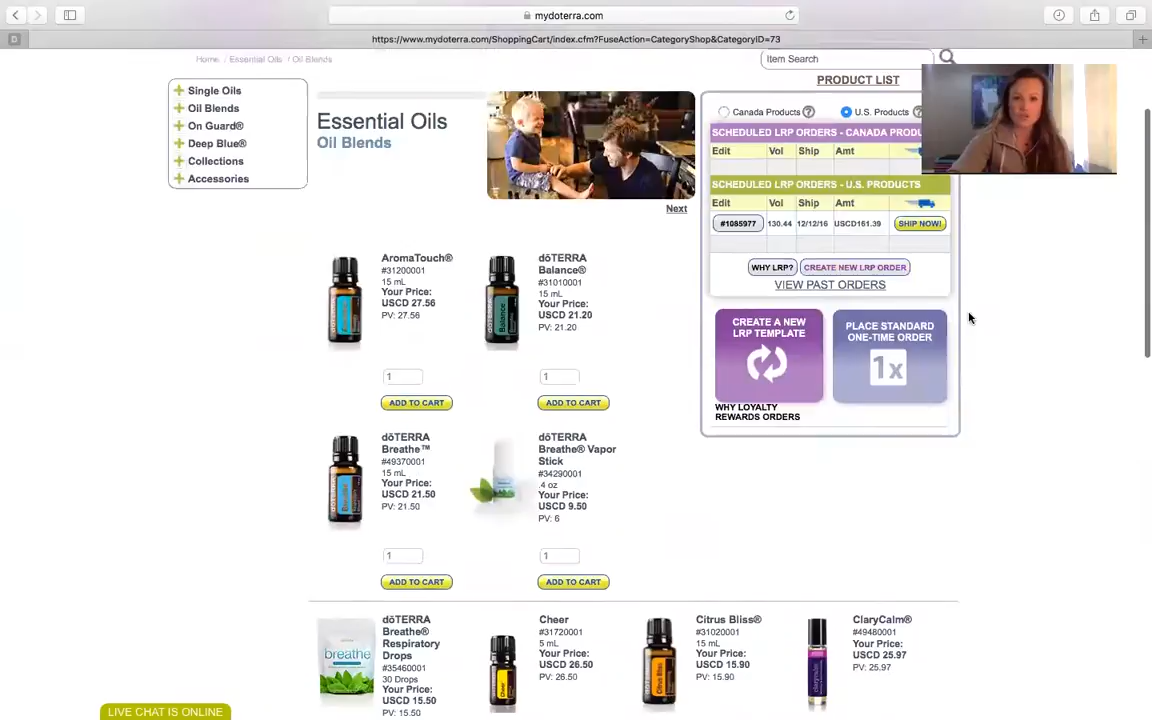 mydoterra.com
D
https://www.mydoterra.com/ShoppingCart/index.cfm?FuseAction=CategoryShop&CategoryID=73
+
Home / Essential Oils / Oil Blends
Item Search
PRODUCT LIST
Single Oils
Oil Blends
On Guard®
Deep Blue®
Collections
Accessories
Essential Oils
Oil Blends
Next
Canada Products ?
U.S. Products ?
SCHEDULED LRP ORDERS - CANADA PRODU
Edit Vol Ship Amt
SCHEDULED LRP ORDERS - U.S. PRODUCTS
Edit Vol Ship Amt
#1085977 130.44 12/12/16 USCD161.39 SHIP NOW!
WHY LRP? CREATE NEW LRP ORDER
VIEW PAST ORDERS
CREATE A NEW
LRP TEMPLATE
PLACE STANDARD
ONE-TIME ORDER
1x
WHY LOYALTY
REWARDS ORDERS
AromaTouch®
#31200001
15 mL
Your Price:
USCD 27.56
PV: 27.56
1
ADD TO CART
dōTERRA
Balance®
#31010001
15 mL
Your Price:
USCD 21.20
PV: 21.20
1
ADD TO CART
dōTERRA
Breathe™
#49370001
15 mL
Your Price:
USCD 21.50
PV: 21.50
1
ADD TO CART
dōTERRA
Breathe® Vapor
Stick
#34290001
.4 oz
Your Price:
USCD 9.50
PV: 6
1
ADD TO CART
breathe
dōTERRA
Breathe®
Respiratory
Drops
#35460001
30 Drops
Your Price:
USCD 15.50
PV: 15.50
Cheer
#31720001
5 mL
Your Price:
USCD 26.50
PV: 26.50
Citrus Bliss®
#31020001
15 mL
Your Price:
USCD 15.90
PV: 15.90
ClaryCalm®
#49480001
Your Price:
USCD 25.97
PV: 25.97
LIVE CHAT IS ONLINE